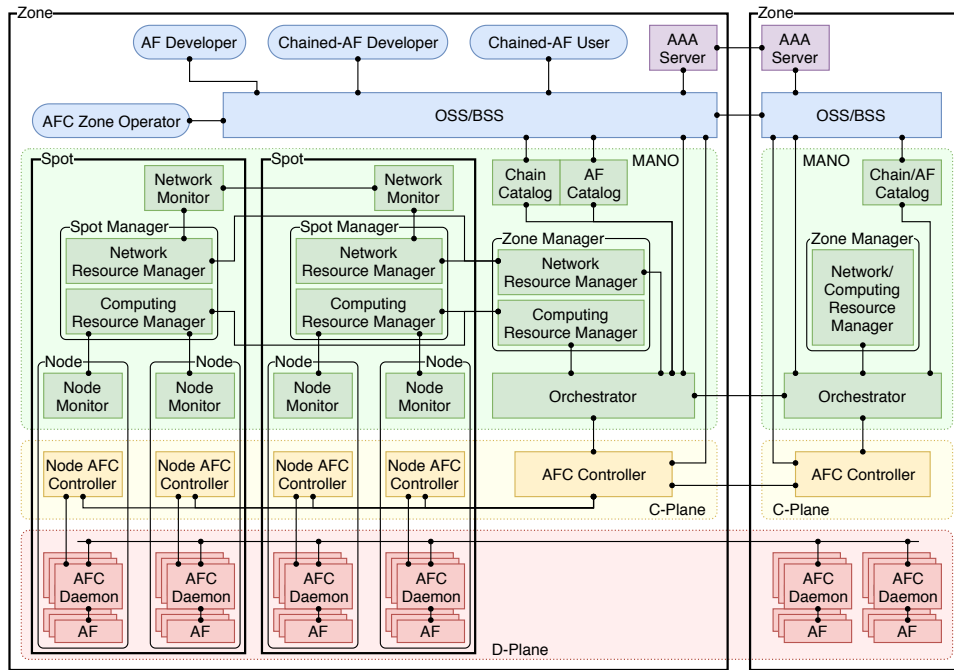 Zone
Zone
AF Developer
Chained-AF Developer
Chained-AF User
AAA
Server
AAA
Server
AFC Zone Operator
OSS/BSS
OSS/BSS
Spot
Spot
MANO
MANO
Network
Monitor
Network
Monitor
Chain
Catalog
AF
Catalog
Chain/AF
Catalog
Spot Manager
Spot Manager
Zone Manager
Zone Manager
Network
Resource Manager
Network
Resource Manager
Network
Resource Manager
Network/
Computing
Resource
Manager
Computing
Resource Manager
Computing
Resource Manager
Computing
Resource Manager
Node
Node
Node
Node
Node
Monitor
Node
Monitor
Node
Monitor
Node
Monitor
Orchestrator
Orchestrator
Node AFC
Controller
Node AFC
Controller
Node AFC
Controller
Node AFC
Controller
AFC Controller
AFC Controller
C-Plane
C-Plane
AFC
Daemon
AFC
Daemon
AFC
Daemon
AFC
Daemon
AFC
Daemon
AFC
Daemon
AF
AF
AF
AF
AF
AF
D-Plane